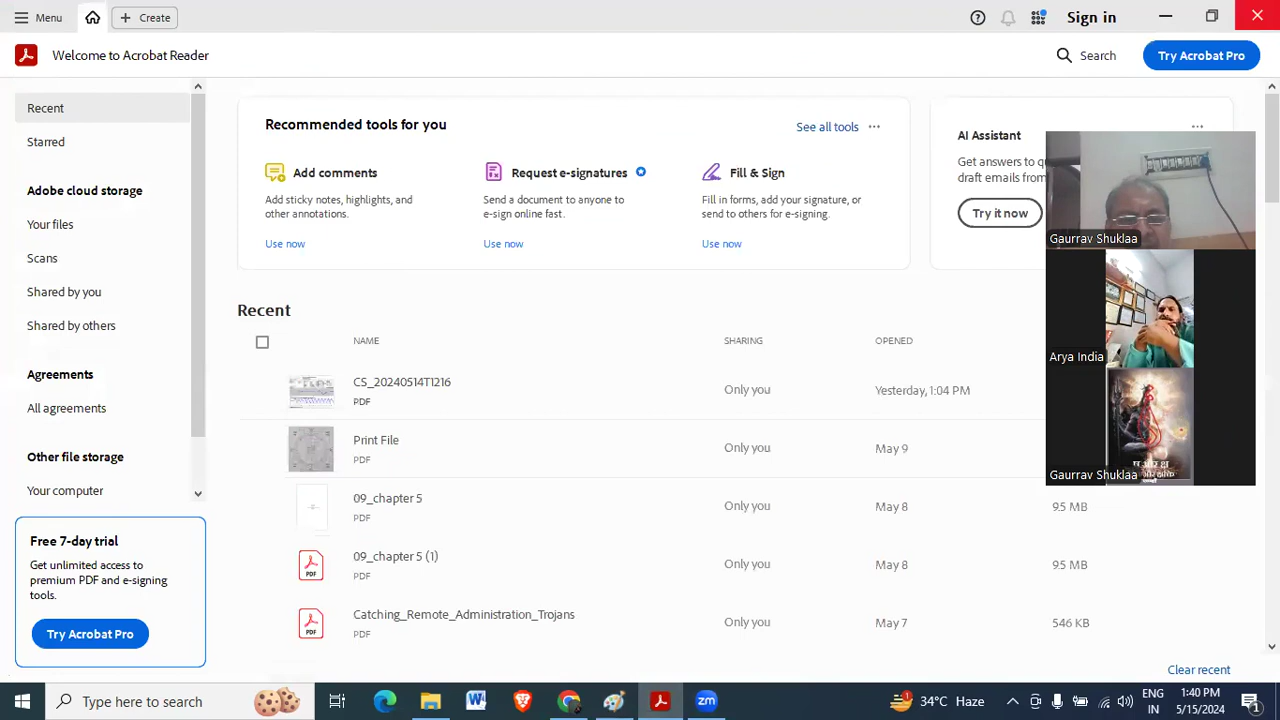 Menu
Create
Sign in
Welcome to Acrobat Reader
Search
Try Acrobat Pro
Recent
Starred
Adobe cloud storage
Your files
Scans
Shared by you
Shared by others
Agreements
All agreements
Other file storage
Your computer
Free 7-day trial
Get unlimited access to
premium PDF and e-signing
tools.
Try Acrobat Pro
Recommended tools for you
See all tools
Add comments
Add sticky notes, highlights, and
other annotations.
Use now
Request e-signatures
Send a document to anyone to
e-sign online fast.
Use now
Fill & Sign
Fill in forms, add your signature, or
send to others for e-signing.
Use now
AI Assistant
Get answers to qu
draft emails from
Try it now
Gaurrav Shuklaa
Arya India
Gaurrav Shuklaa
Recent
NAME SHARING OPENED
CS_20240514T1216 Only you Yesterday, 1:04 PM
PDF
Print File Only you May 9
PDF
09_chapter 5 Only you May 8 9.5 MB
PDF
09_chapter 5 (1) Only you May 8 9.5 MB
PDF
Catching_Remote_Administration_Trojans Only you May 7 546 KB
PDF
Clear recent
Type here to search
34°C Haze
ENG
IN
1:40 PM
5/15/2024